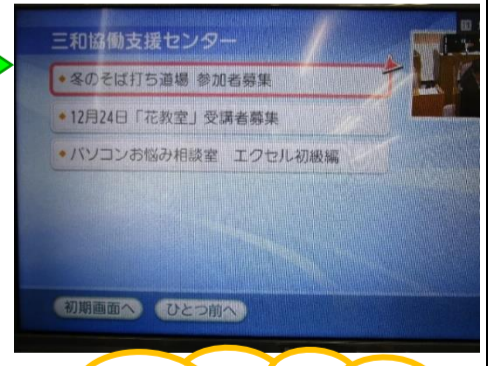 三和協働支援センター
冬のそば打ち道場 参加者募集
12月24日「花教室」受講者募集
パソコンお悩み相談室 エクセル初級編
初期画面へ ひとつ前へ